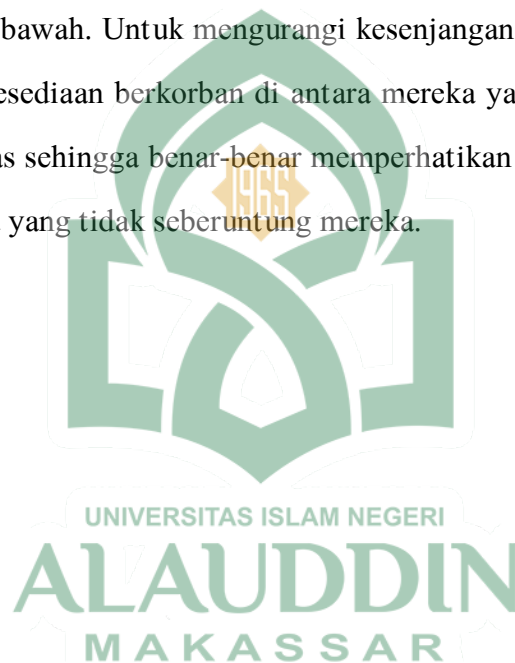 bawah. Untuk mengurangi kesenjangan
esediaan berkorban di antara mereka ya
as sehingga benar-benar memperhatikan
yang tidak seberuntung mereka.
1965
UNIVERSITAS ISLAM NEGERI
ALAUDDIN
MAKASSAR